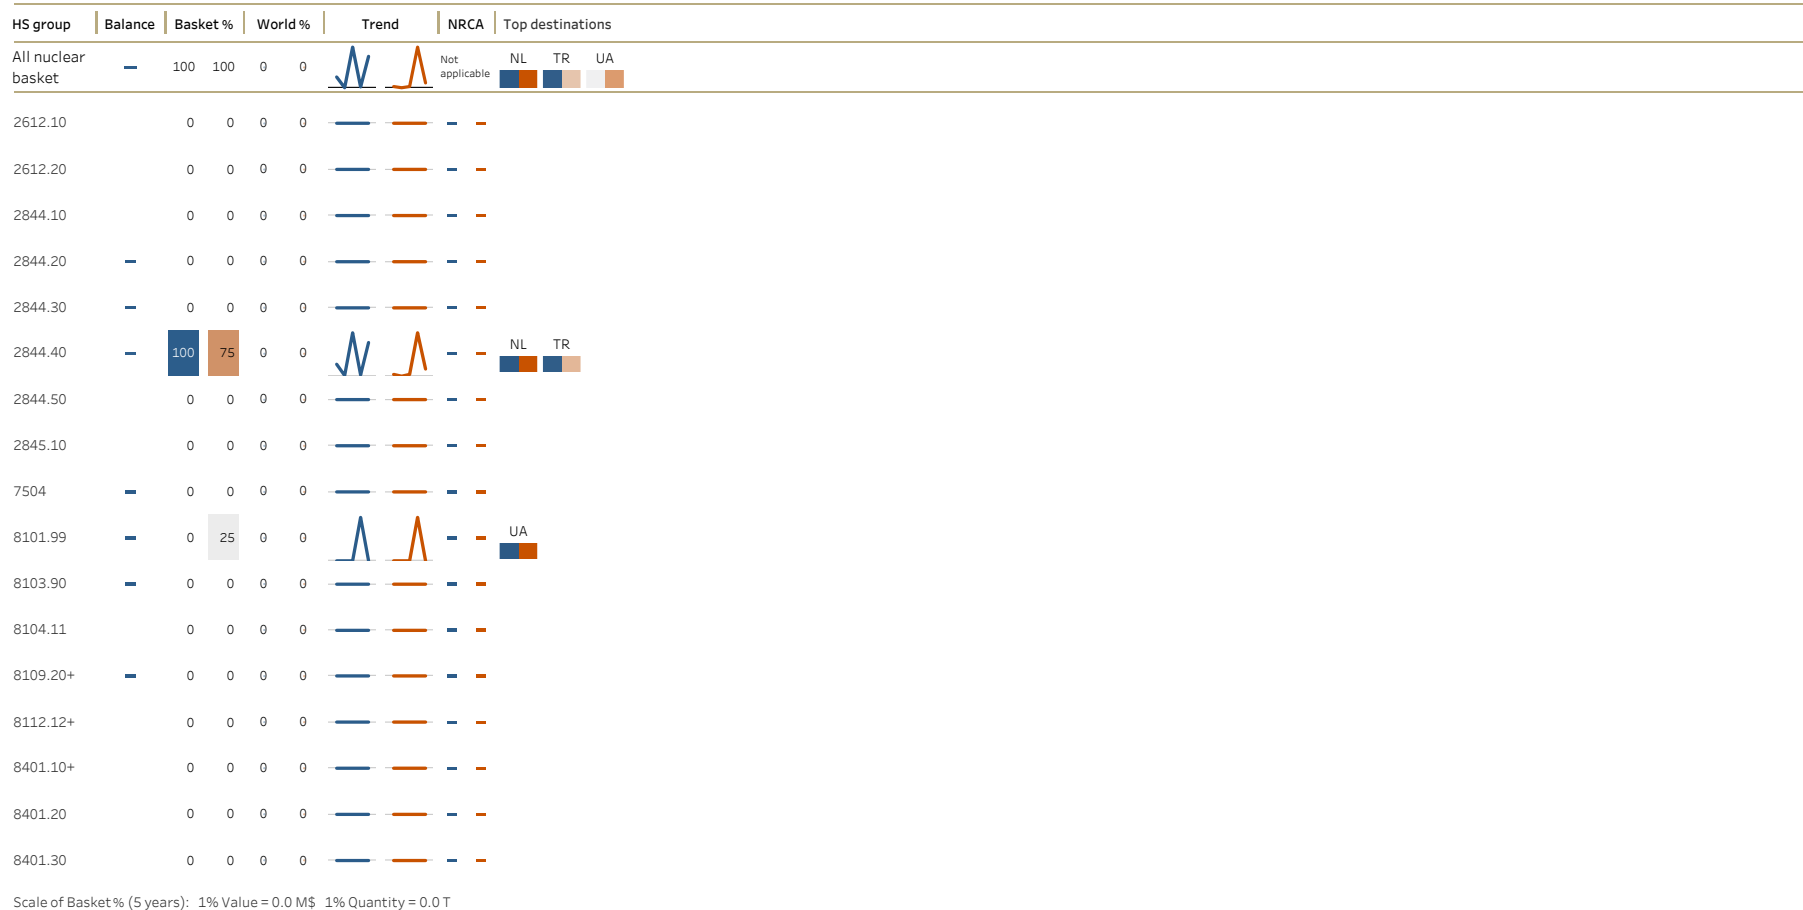 HS group Balance Basket % World % Trend NRCA Top destinations
All nuclear basket 100 100 0 0 Not applicable NL TR UA
2612.10 0 0 0 0
2612.20 0 0 0 0
2844.10 0 0 0 0
2844.20 0 0 0 0
2844.30 0 0 0 0
2844.40 100 75 0 0 NL TR
2844.50 0 0 0 0
2845.10 0 0 0 0
7504 0 0 0 0
8101.99 0 25 0 0 UA
8103.90 0 0 0 0
8104.11 0 0 0 0
8109.20+ 0 0 0 0
8112.12+ 0 0 0 0
8401.10+ 0 0 0 0
8401.20 0 0 0 0
8401.30 0 0 0 0
Scale of Basket% (5 years): 1% Value = 0.0 M$ 1% Quantity = 0.0 T